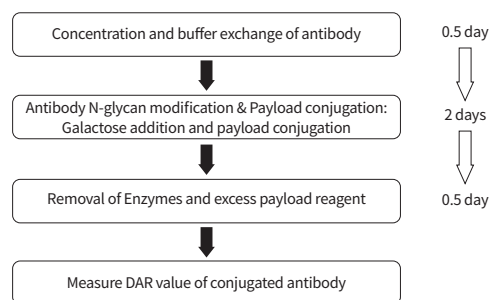 Concentration and buffer exchange of antibody
0.5 day
Antibody N-glycan modification & Payload conjugation:
Galactose addition and payload conjugation
2 days
Removal of Enzymes and excess payload reagent
0.5 day
Measure DAR value of conjugated antibody